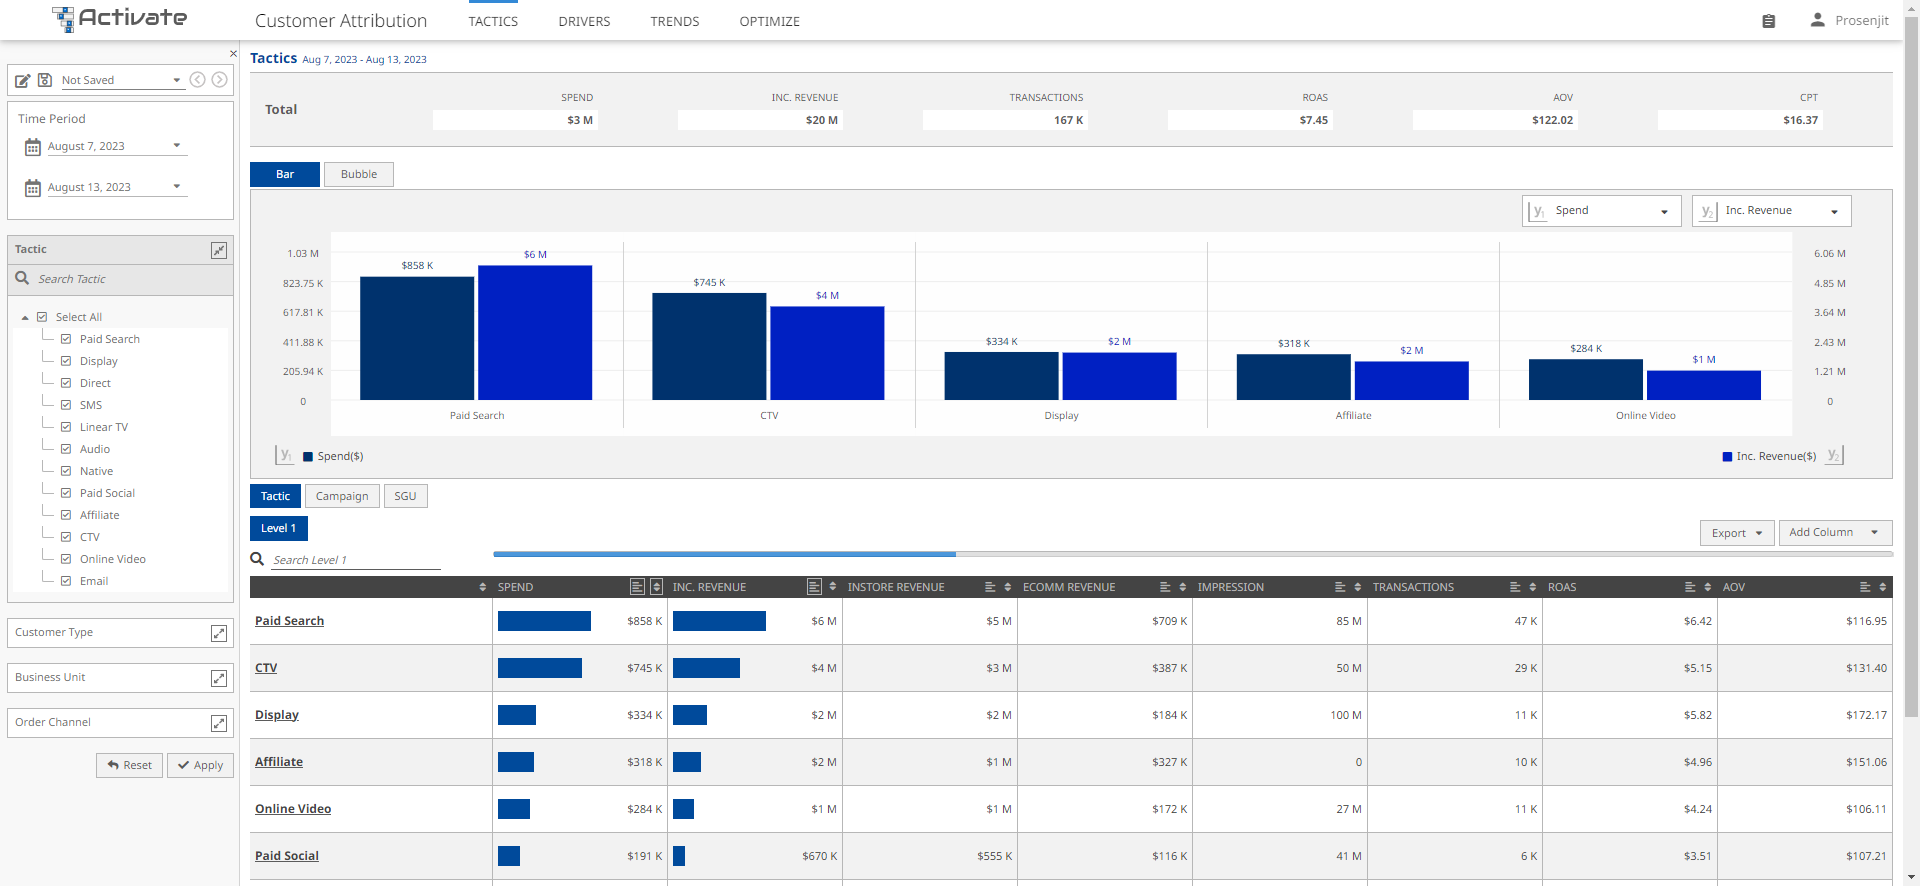 Activate
Customer Attribution
TACTICS DRIVERS TRENDS OPTIMIZE
Prosenjit
×
Not Saved
Time Period
August 7, 2023
August 13, 2023
Tactic
Search Tactic
Select All
Paid Search
Display
Direct
SMS
Linear TV
Audio
Native
Paid Social
Affiliate
CTV
Online Video
Email
Customer Type
Business Unit
Order Channel
Reset Apply
Tactics Aug 7, 2023 - Aug 13, 2023
SPEND INC. REVENUE TRANSACTIONS ROAS AOV CPT
Total $3 M $20 M 167 K $7.45 $122.02 $16.37
Bar Bubble
y1 Spend y2 Inc. Revenue
1.03 M
823.75 K
617.81 K
411.88 K
205.94 K
0
$858 K $6 M
$745 K $4 M
$334 K $2 M
$318 K $2 M
$284 K $1 M
6.06 M
4.85 M
3.64 M
2.43 M
1.21 M
0
Paid Search CTV Display Affiliate Online Video
y1 Spend($) Inc. Revenue($) y2
Tactic Campaign SGU
Level 1
Export Add Column
Search Level 1
SPEND INC. REVENUE INSTORE REVENUE ECOMM REVENUE IMPRESSION TRANSACTIONS ROAS AOV
Paid Search $858 K $6 M $5 M $709 K 85 M 47 K $6.42 $116.95
CTV $745 K $4 M $3 M $387 K 50 M 29 K $5.15 $131.40
Display $334 K $2 M $2 M $184 K 100 M 11 K $5.82 $172.17
Affiliate $318 K $2 M $1 M $327 K 0 10 K $4.96 $151.06
Online Video $284 K $1 M $1 M $172 K 27 M 11 K $4.24 $106.11
Paid Social $191 K $670 K $555 K $116 K 41 M 6 K $3.51 $107.21